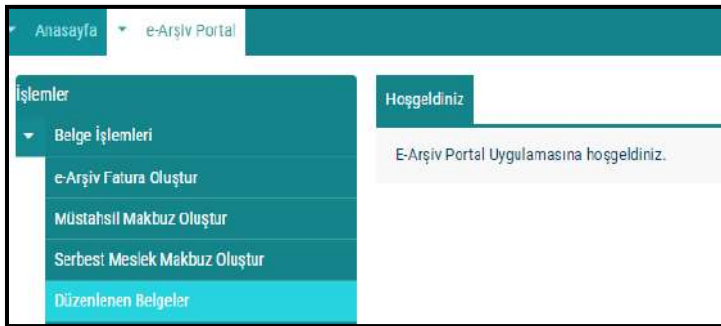 Anasayfa
e-Arşiv Portal
İşlemler
Belge İşlemleri
e-Arşiv Fatura Oluştur
Müstahsil Makbuz Oluştur
Serbest Meslek Makbuz Oluştur
Düzenlenen Belgeler
Hoşgeldiniz
E-Arşiv Portal Uygulamasına hoşgeldiniz.